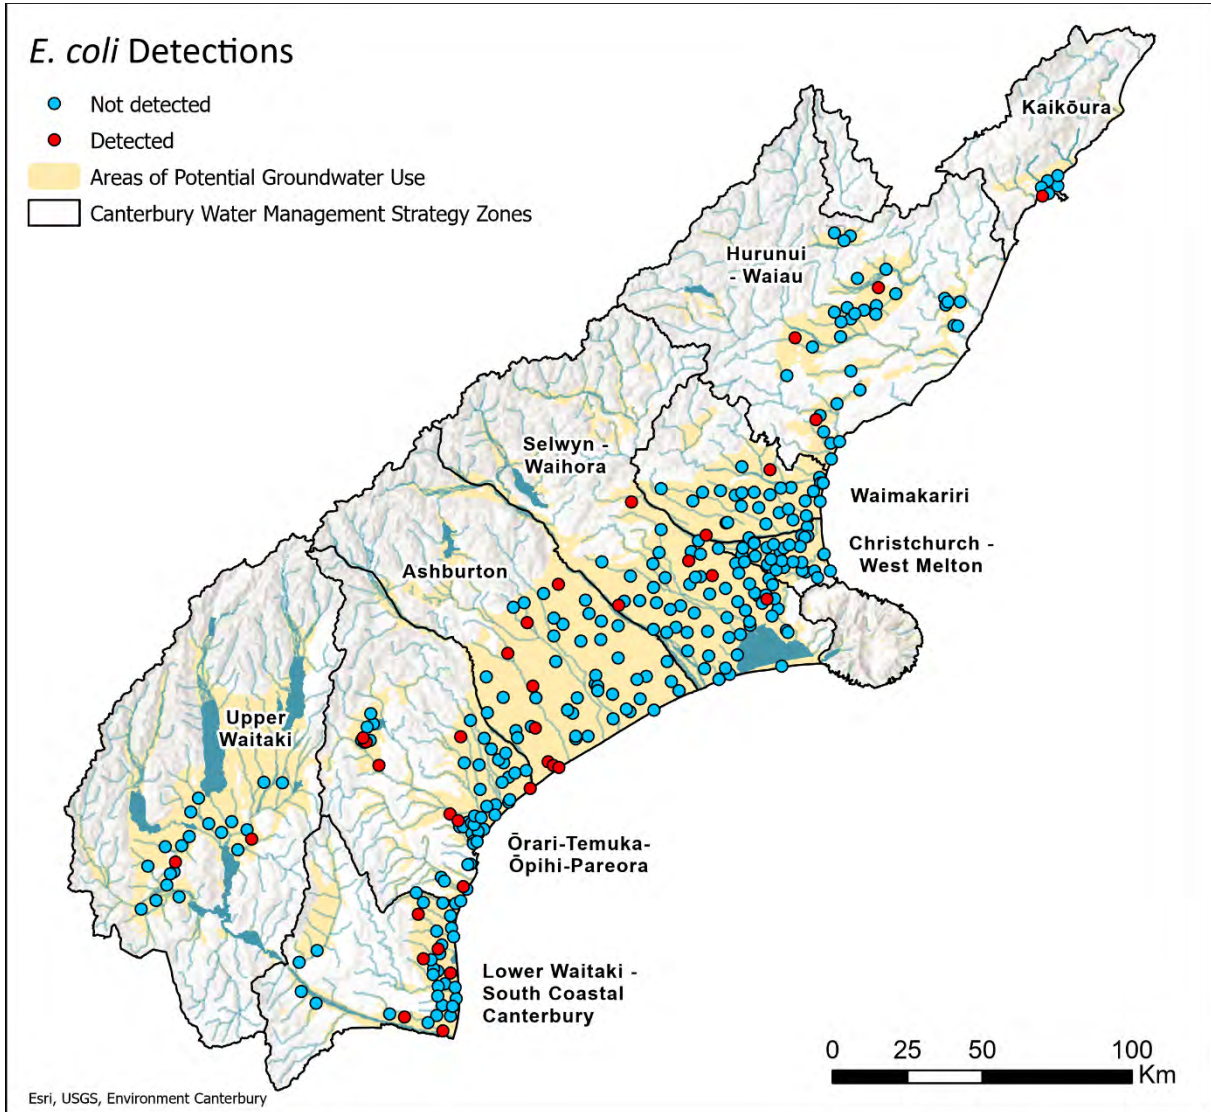 E. coli Detections
Not detected
Detected
Areas of Potential Groundwater Use
Canterbury Water Management Strategy Zones
Kaikōura
Hurunui
- Waiau
Selwyn -
Waihora
Waimakariri
Christchurch -
West Melton
Ashburton
Upper
Waitaki
Ōrari-Temuka-
Ōpihi-Pareora
Lower Waitaki -
South Coastal
Canterbury
0 25 50 100
Km
Esri, USGS, Environment Canterbury